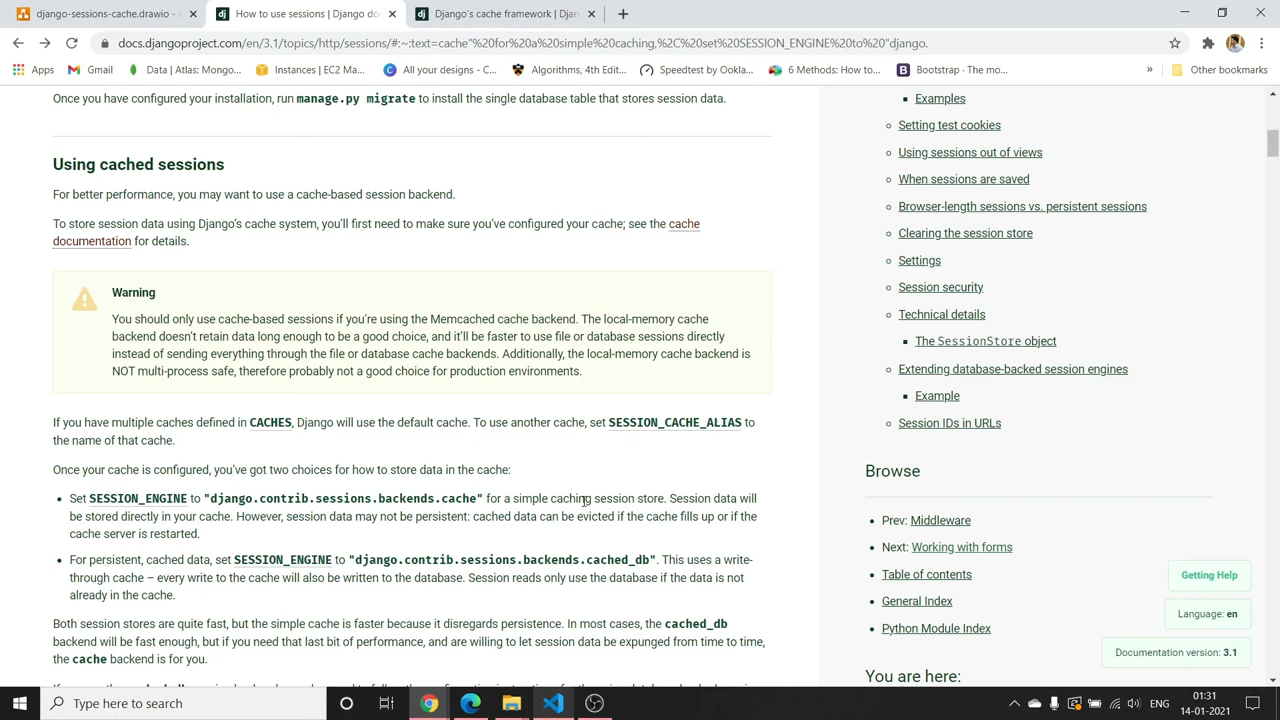 django-sessions-cache.drawio -
How to use sessions | Django do
Django's cache framework | Djan
docs.djangoproject.com/en/3.1/topics/http/sessions/#:~:text=cache"%20for%20a%20simple%20caching,%2C%20set%20SESSION_ENGINE%20to%20"django.
Apps
Gmail
Data | Atlas: Mongo...
Instances | EC2 Ma...
All your designs - C...
Algorithms, 4th Edit...
Speedtest by Ookla...
6 Methods: How to...
Bootstrap · The mo...
»
Other bookmarks
Once you have configured your installation, run manage.py migrate to install the single database table that stores session data.
Using cached sessions
For better performance, you may want to use a cache-based session backend.
To store session data using Django's cache system, you'll first need to make sure you've configured your cache; see the cache
documentation for details.
Warning
You should only use cache-based sessions if you're using the Memcached cache backend. The local-memory cache
backend doesn't retain data long enough to be a good choice, and it'll be faster to use file or database sessions directly
instead of sending everything through the file or database cache backends. Additionally, the local-memory cache backend is
NOT multi-process safe, therefore probably not a good choice for production environments.
If you have multiple caches defined in CACHES, Django will use the default cache. To use another cache, set SESSION_CACHE_ALIAS to
the name of that cache.
Once your cache is configured, you've got two choices for how to store data in the cache:
• Set SESSION_ENGINE to "django.contrib.sessions.backends.cache" for a simple caching session store. Session data will
be stored directly in your cache. However, session data may not be persistent: cached data can be evicted if the cache fills up or if the
cache server is restarted.
• For persistent, cached data, set SESSION_ENGINE to "django.contrib.sessions.backends.cached_db". This uses a write-
through cache – every write to the cache will also be written to the database. Session reads only use the database if the data is not
already in the cache.
Both session stores are quite fast, but the simple cache is faster because it disregards persistence. In most cases, the cached_db
backend will be fast enough, but if you need that last bit of performance, and are willing to let session data be expunged from time to time,
the cache backend is for you.
Examples
Setting test cookies
Using sessions out of views
When sessions are saved
Browser-length sessions vs. persistent sessions
Clearing the session store
Settings
Session security
Technical details
The SessionStore object
Extending database-backed session engines
Example
Session IDs in URLs
Browse
• Prev: Middleware
• Next: Working with forms
• Table of contents
• General Index
• Python Module Index
You are here:
Getting Help
Language: en
Documentation version: 3.1
Type here to search
ENG
01:31
14-01-2021